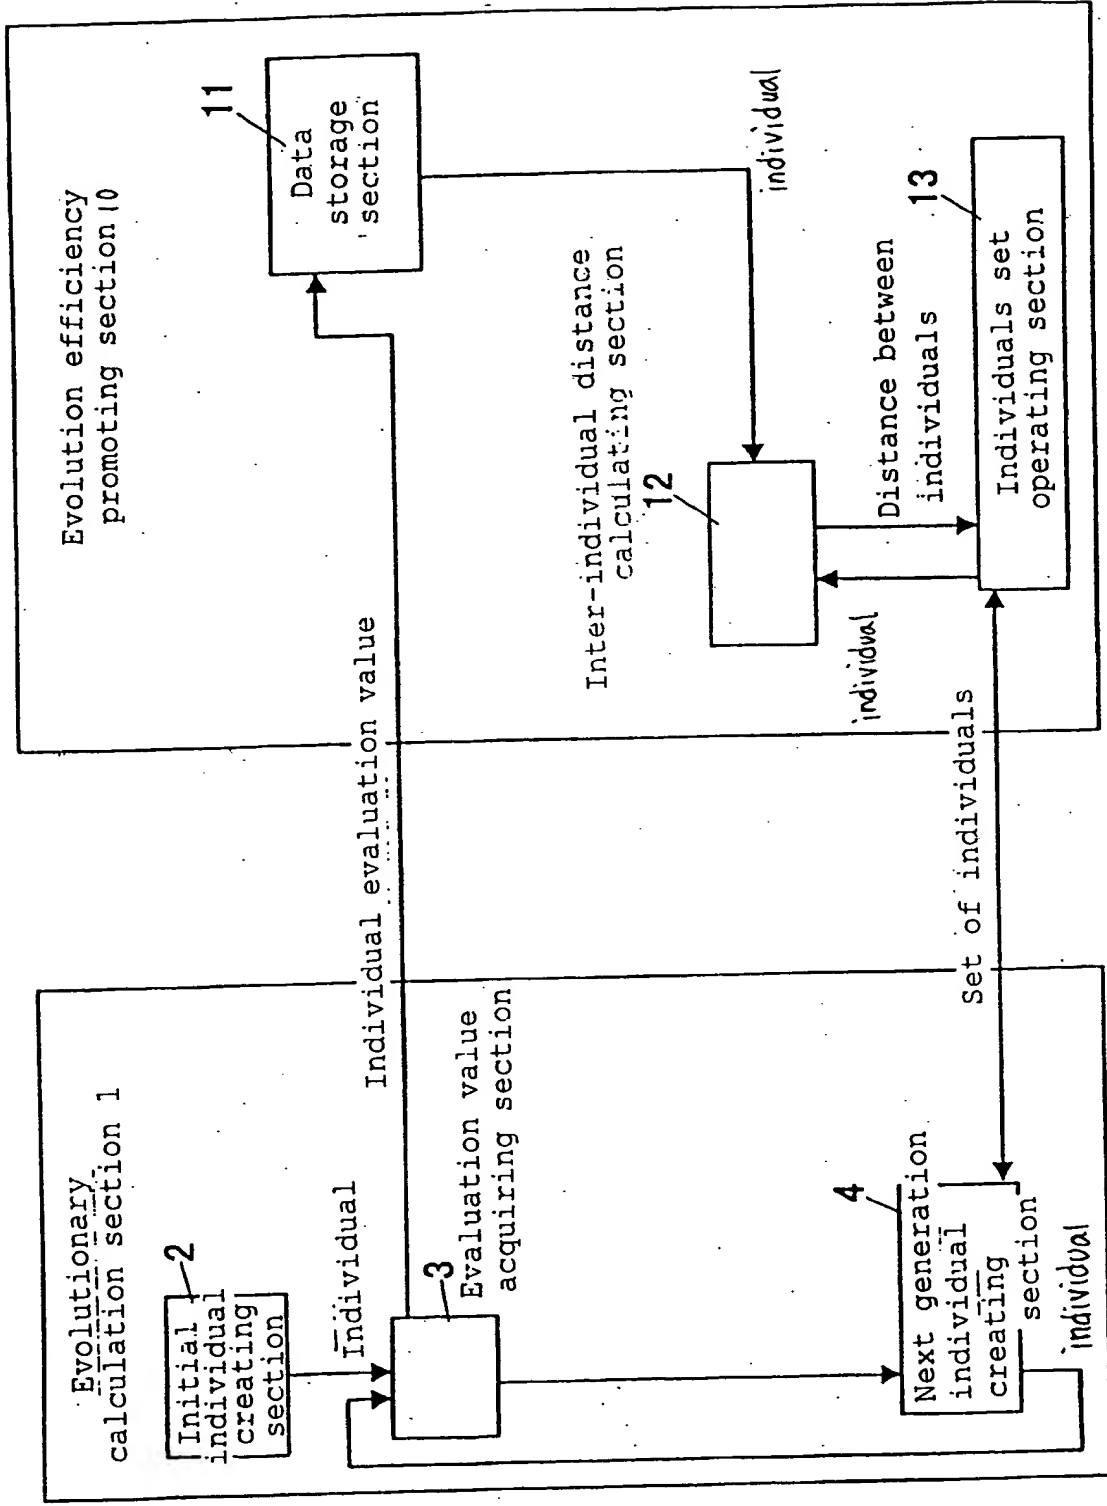 Evolutionary
calculation section 1
2
Initial
individual
creating
section
Individual
3
Evaluation value
acquiring section
4
Next generation
individual
creating
section
individual
Individual evaluation value
Set of individuals
Evolution efficiency
promoting section 10
11
Data
storage
section
individual
Inter-individual distance
calculating section
12
individual
Distance between
individuals
13
Individuals set
operating section